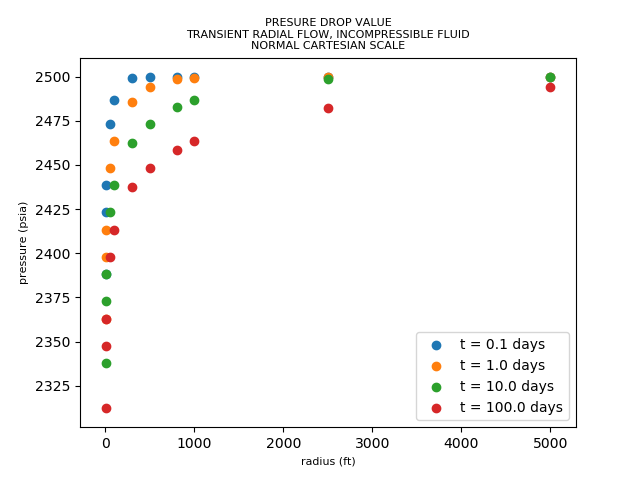 PRESURE DROP VALUE
TRANSIENT RADIAL FLOW, INCOMPRESSIBLE FLUID
NORMAL CARTESIAN SCALE
pressure (psia)
2500
2475
2450
2425
2400
2375
2350
2325
t = 0.1 days
t = 1.0 days
t = 10.0 days
t = 100.0 days
0 1000 2000 3000 4000 5000
radius (ft)